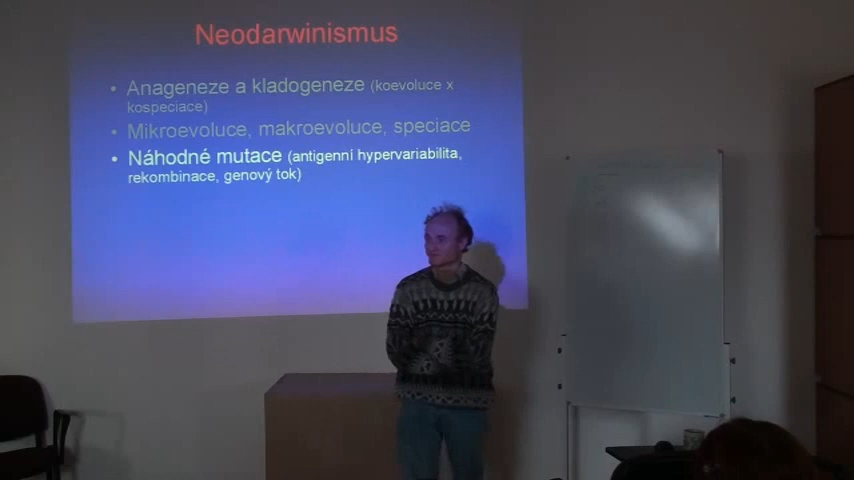 Neodarwinismus
• Anageneze a kladogeneze (koevoluce x
kospeciace)
• Mikroevoluce, makroevoluce, speciace
• Náhodné mutace (antigenní hypervariabilita,
rekombinace, genový tok)